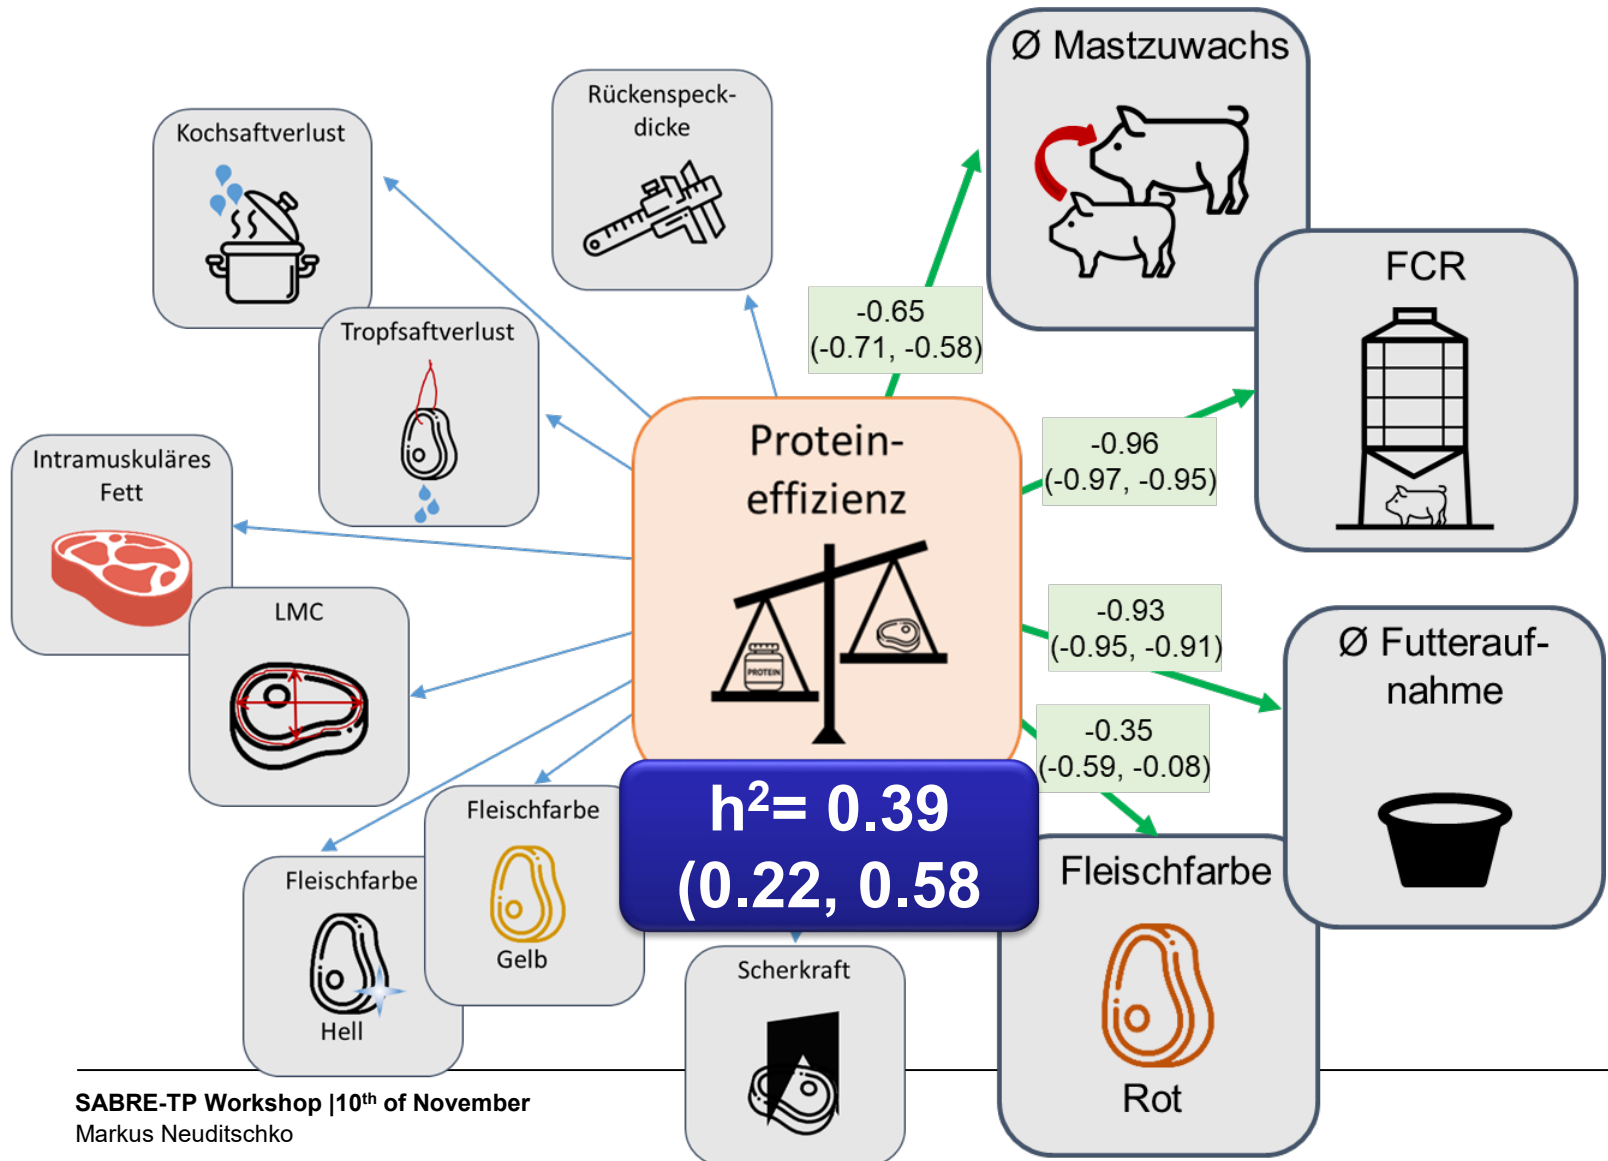 Ø Mastzuwachs
Rückenspeck-
dicke
Kochsaftverlust
FCR
-0.65
(-0.71, -0.58)
Tropfsaftverlust
Protein-
effizienz
-0.96
(-0.97, -0.95)
Intramuskuläres
Fett
PROTEIN
LMC
-0.93
(-0.95, -0.91)
Ø Futterauf-
nahme
-0.35
(-0.59, -0.08)
h²= 0.39
(0.22, 0.58
Fleischfarbe
Gelb
Fleischfarbe
Hell
Fleischfarbe
Rot
Scherkraft
SABRE-TP Workshop |10th of November
Markus Neuditschko